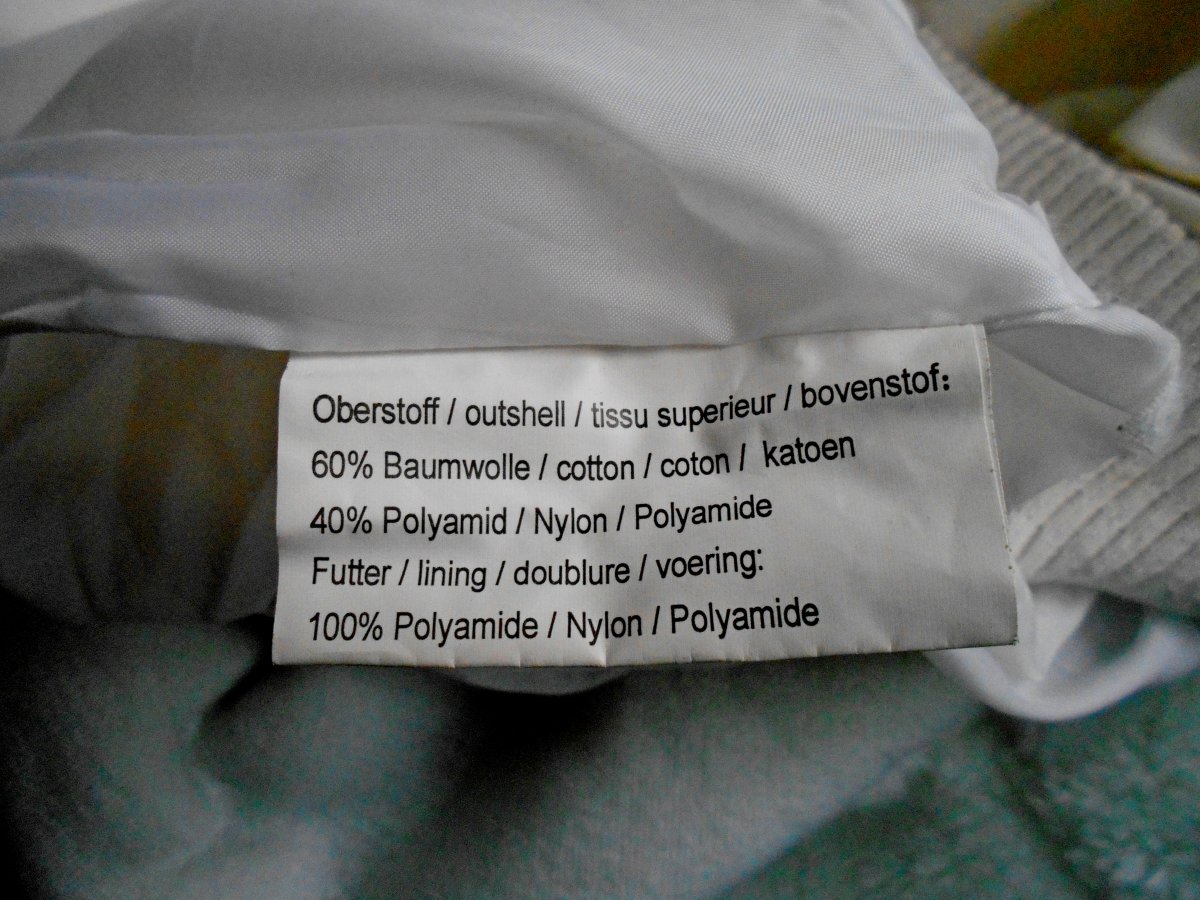 Oberstoff / outshell / tissu superieur / bovenstof:
60% Baumwolle / cotton / coton / katoen
40% Polyamid / Nylon / Polyamide
Futter / lining / doublure / voering:
100% Polyamide / Nylon / Polyamide